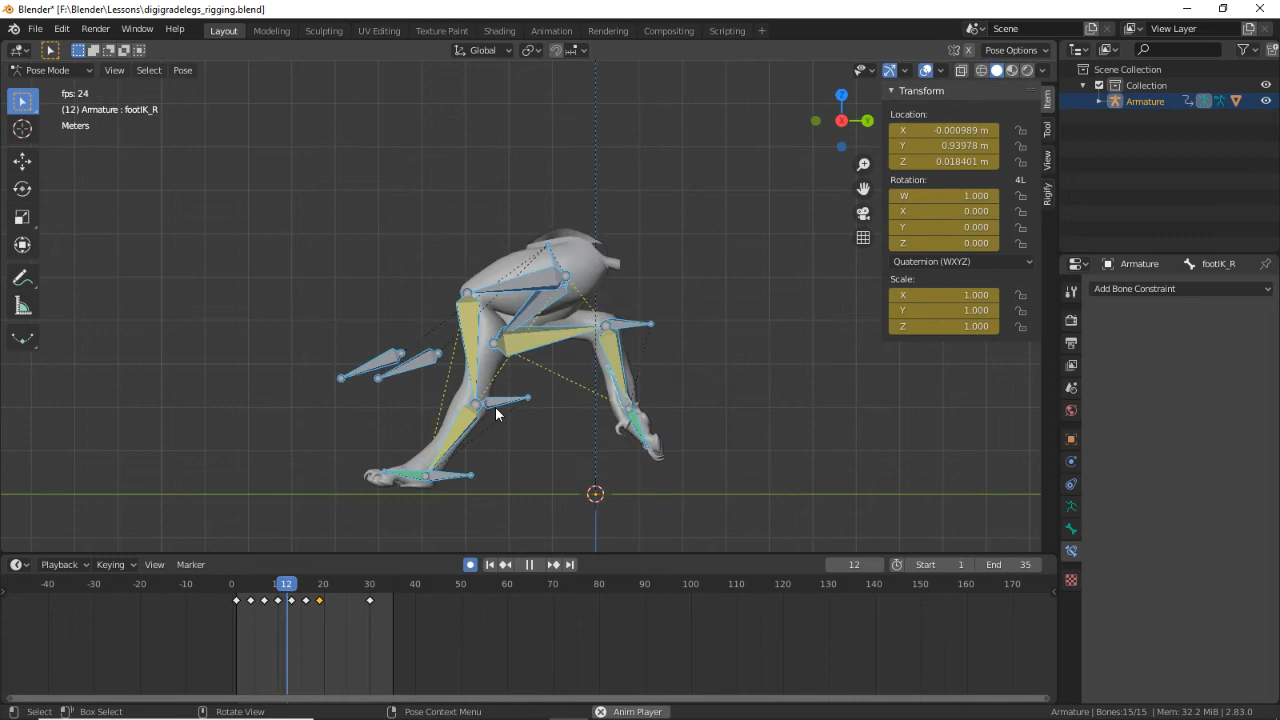 Blender* [F:\Blender\Lessons\digigradelegs_rigging.blend]
File Edit Render Window Help Layout Modeling Sculpting UV Editing Texture Paint Shading Animation Rendering Compositing Scripting + Scene View Layer
Global Pose Options
Pose Mode View Select Pose
fps: 24
(12) Armature : footIK_R
Meters
Z
Y
X
Transform
Location:
X -0.000989 m
Y 0.93978 m
Z 0.018401 m
Rotation: 4L
W 1.000
X 0.000
Y 0.000
Z 0.000
Quaternion (WXYZ)
Scale:
X 1.000
Y 1.000
Z 1.000
Item
Tool
View
Rigify
Scene Collection
Collection
Armature
Armature footIK_R
Add Bone Constraint
Playback Keying View Marker 12 Start 1 End 35
-40 -30 -20 -10 0 12 20 30 40 50 60 70 80 90 100 110 120 130 140 150 160 170
Select Box Select Rotate View Pose Context Menu Anim Player Armature | Bones:15/15 | Mem: 32.2 MiB | 2.83.0